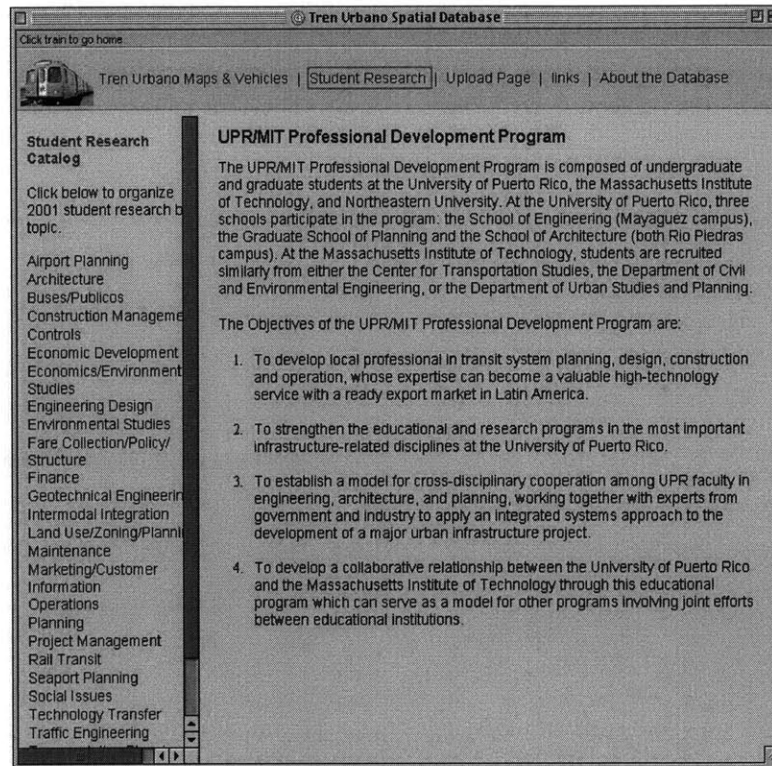 Tren Urbano Spatial Database
Click train to go home
Tren Urbano Maps & Vehicles | Student Research | Upload Page | links | About the Database
Student Research
Catalog
Click below to organize
2001 student research b
topic.
Airport Planning
Architecture
Buses/Publicos
Construction Manageme
Controls
Economic Development
Economics/Environment
Studies
Engineering Design
Environmental Studies
Fare Collection/Policy/
Structure
Finance
Geotechnical Engineerin
Intermodal Integration
Land Use/Zoning/Planni
Maintenance
Marketing/Customer
Information
Operations
Planning
Project Management
Rail Transit
Seaport Planning
Social Issues
Technology Transfer
Traffic Engineering
UPR/MIT Professional Development Program
The UPR/MIT Professional Development Program is composed of undergraduate
and graduate students at the University of Puerto Rico, the Massachusetts Institute
of Technology, and Northeastern University. At the University of Puerto Rico, three
schools participate in the program: the School of Engineering (Mayaguez campus),
the Graduate School of Planning and the School of Architecture (both Rio Piedras
campus). At the Massachusetts Institute of Technology, students are recruited
similarly from either the Center for Transportation Studies, the Department of Civil
and Environmental Engineering, or the Department of Urban Studies and Planning.
The Objectives of the UPR/MIT Professional Development Program are:
1. To develop local professional in transit system planning, design, construction
and operation, whose expertise can become a valuable high-technology
service with a ready export market in Latin America.
2. To strengthen the educational and research programs in the most important
infrastructure-related disciplines at the University of Puerto Rico.
3. To establish a model for cross-disciplinary cooperation among UPR faculty in
engineering, architecture, and planning, working together with experts from
government and industry to apply an integrated systems approach to the
development of a major urban infrastructure project.
4. To develop a collaborative relationship between the University of Puerto Rico
and the Massachusetts Institute of Technology through this educational
program which can serve as a model for other programs involving joint efforts
between educational institutions.